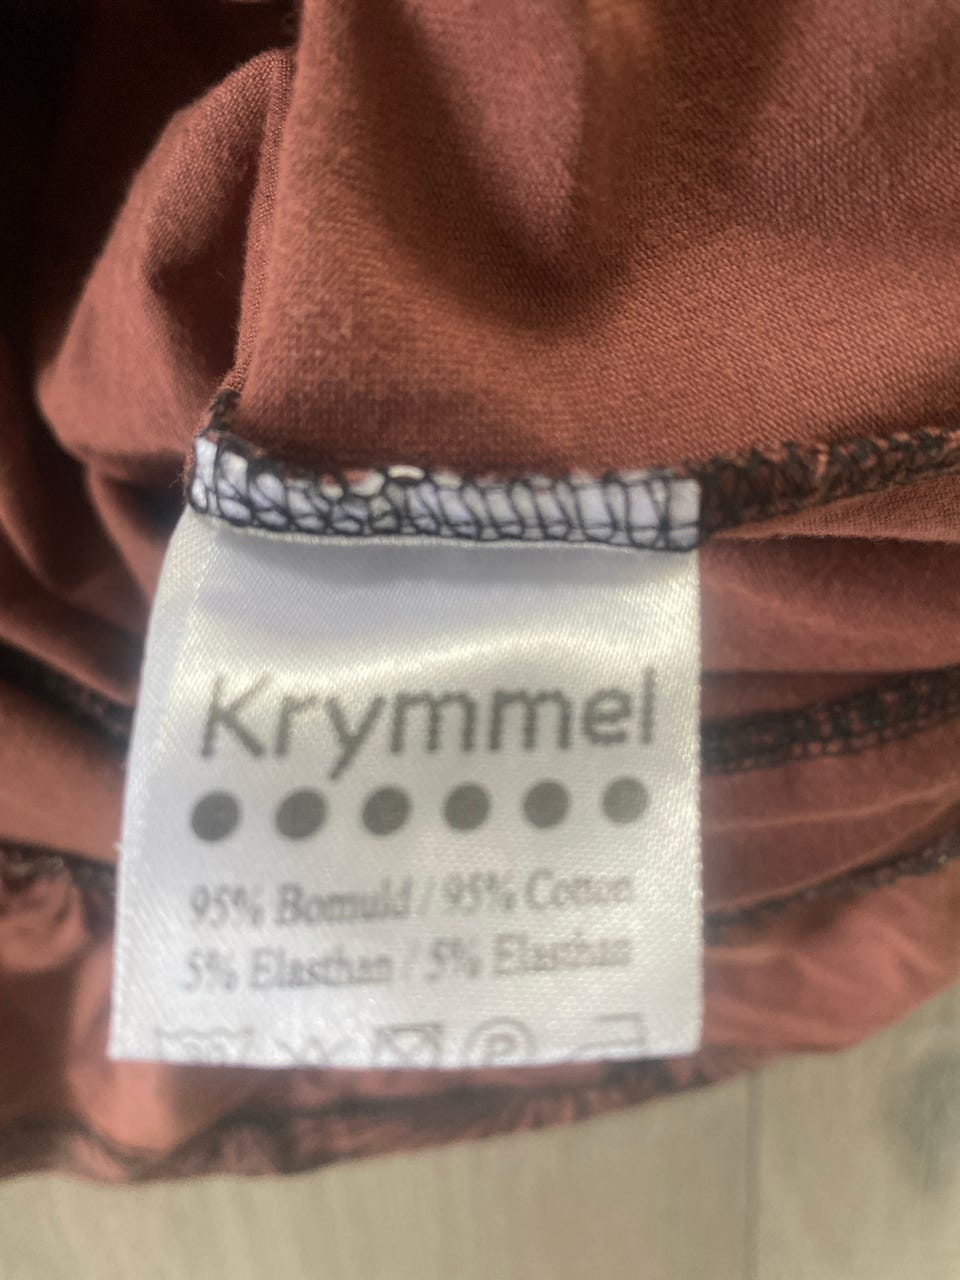 Krymmel
95% Bomuld / 95% Cotton
5% Elasthan / 5% Elasthan